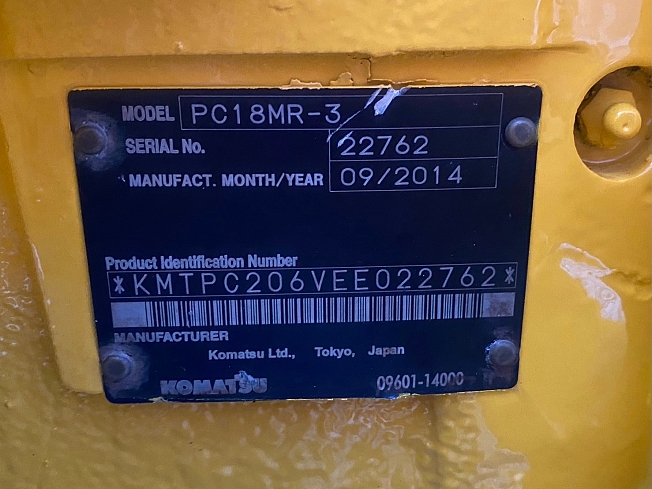 MODEL PC18MR-3
SERIAL No. 22762
MANUFACT. MONTH/YEAR 09/2014
Product Identification Number
*KMTPC206VEE022762*
MANUFACTURER
Komatsu Ltd., Tokyo, Japan
KOMATSU 09601-14000